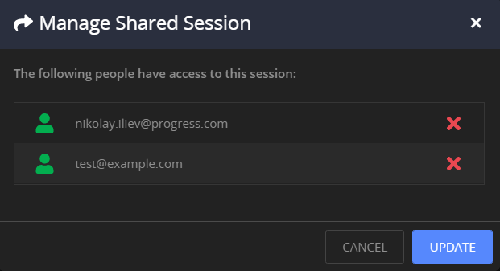 Manage Shared Session
The following people have access to this session:
nikolay.iliev@progress.com
test@example.com
CANCEL
UPDATE